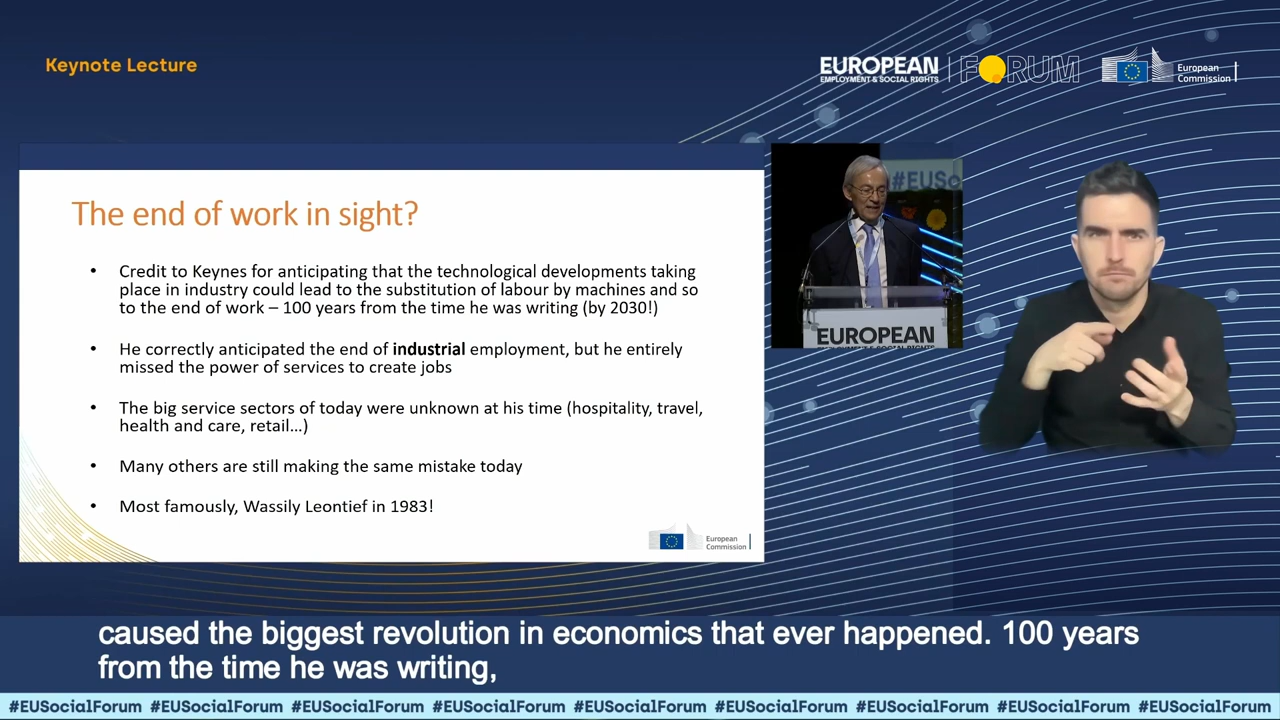 Keynote Lecture
EUROPEAN
EMPLOYMENT & SOCIAL RIGHTS
FORUM
European
Commission
The end of work in sight?
• Credit to Keynes for anticipating that the technological developments taking
place in industry could lead to the substitution of labour by machines and so
to the end of work – 100 years from the time he was writing (by 2030!)
• He correctly anticipated the end of industrial employment, but he entirely
missed the power of services to create jobs
• The big service sectors of today were unknown at his time (hospitality, travel,
health and care, retail...)
• Many others are still making the same mistake today
• Most famously, Wassily Leontief in 1983!
European
Commission
#EUSo
EUROPEAN
EMPLOYMENT & SOCIAL RIGHTS
caused the biggest revolution in economics that ever happened. 100 years
from the time he was writing,
#EUSocialForum #EUSocialForum #EUSocialForum #EUSocialForum #EUSocialForum #EUSocialForum #EUSocialForum #EUSocialForum #EUSocialForum